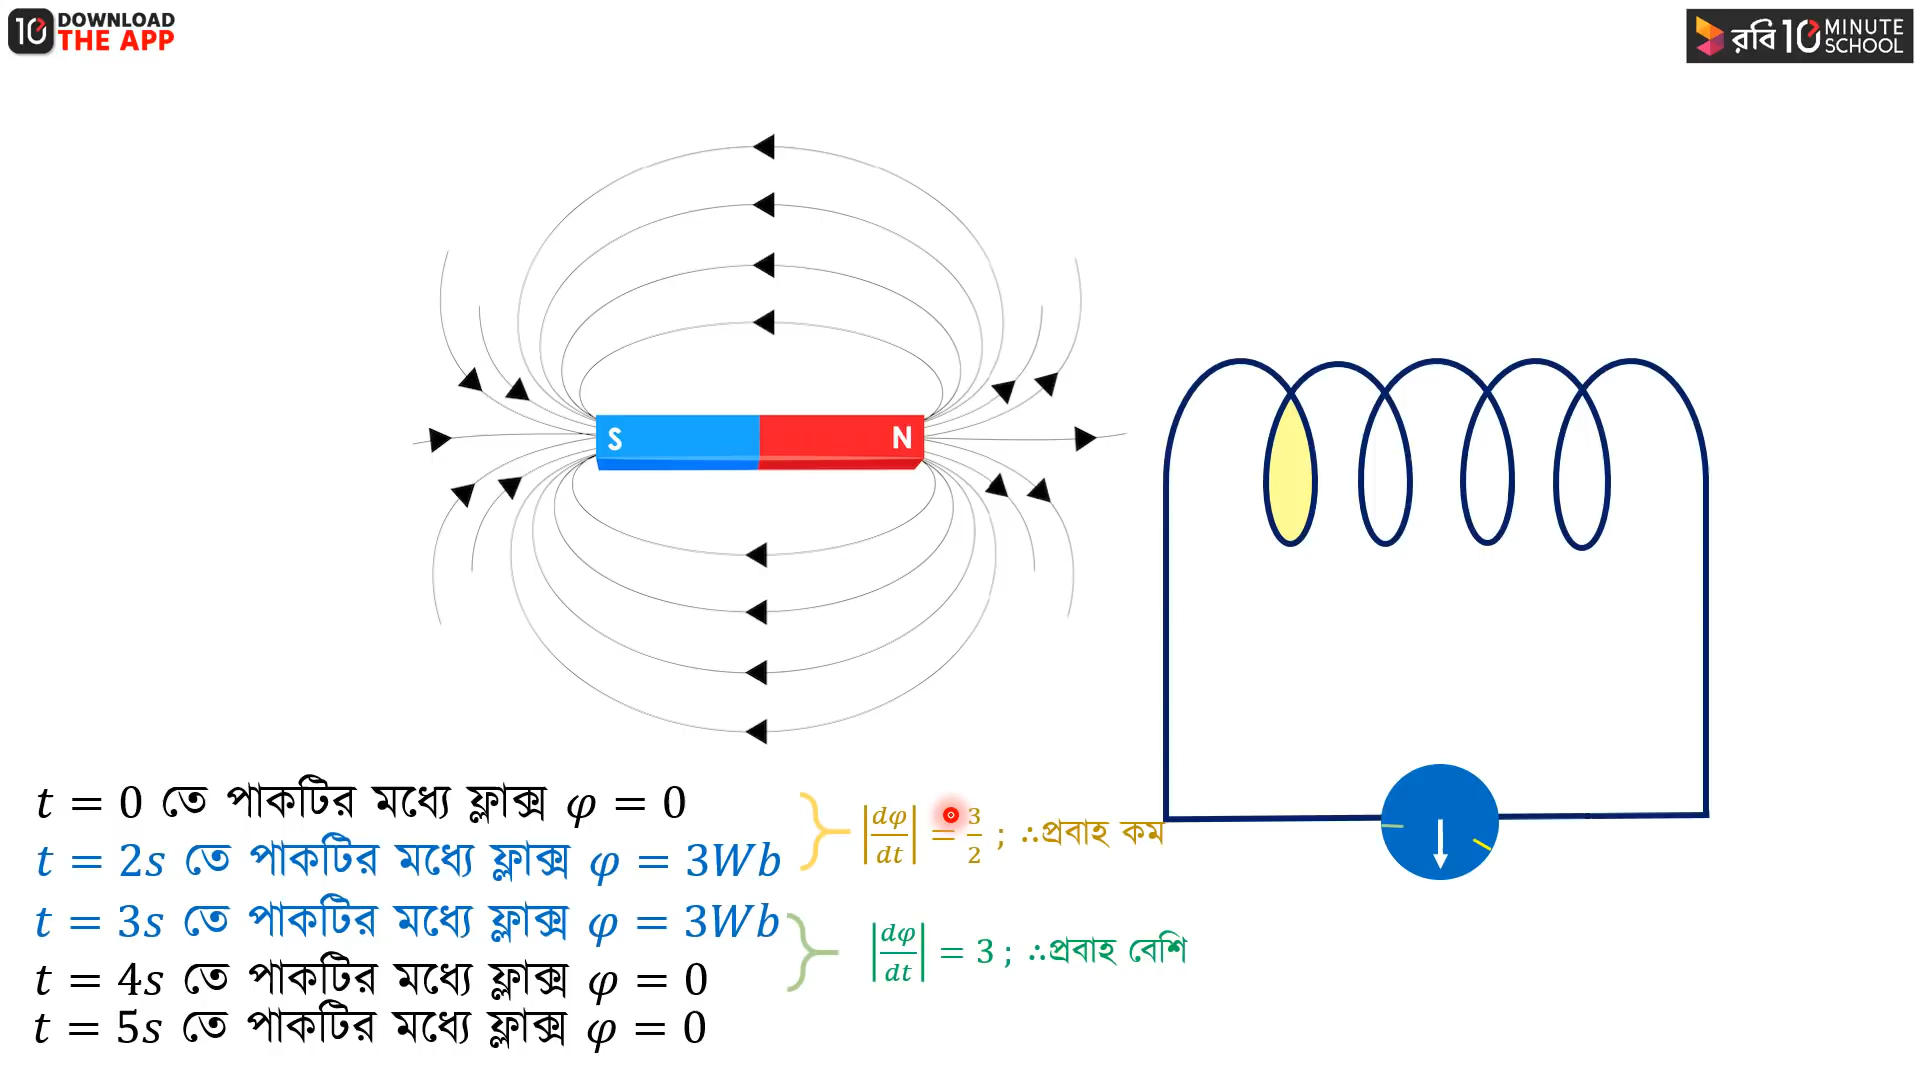 10 DOWNLOAD THE APP
রবি 10 MINUTE SCHOOL
S N
t = 0 তে পাকটির মধ্যে ফ্লাক্স φ = 0
t = 2s তে পাকটির মধ্যে ফ্লাক্স φ = 3Wb
|dφ/dt| = 3/2 ; ∴প্রবাহ কম
t = 3s তে পাকটির মধ্যে ফ্লাক্স φ = 3Wb
t = 4s তে পাকটির মধ্যে ফ্লাক্স φ = 0
|dφ/dt| = 3 ; ∴প্রবাহ বেশি
t = 5s তে পাকটির মধ্যে ফ্লাক্স φ = 0